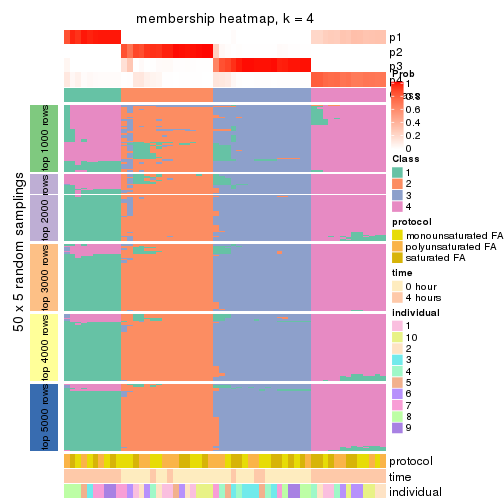 membership heatmap, k = 4
p1
p2
p3
p4
Prob
1
0.8
0.6
0.4
0.2
0
Class
1
2
3
4
protocol
monounsaturated FA
polyunsaturated FA
saturated FA
time
0 hour
4 hours
individual
1
10
2
3
4
5
6
7
8
9
50 x 5 random samplings
top 1000 rows
top 2000 rows
top 3000 rows
top 4000 rows
top 5000 rows
protocol
time
individual